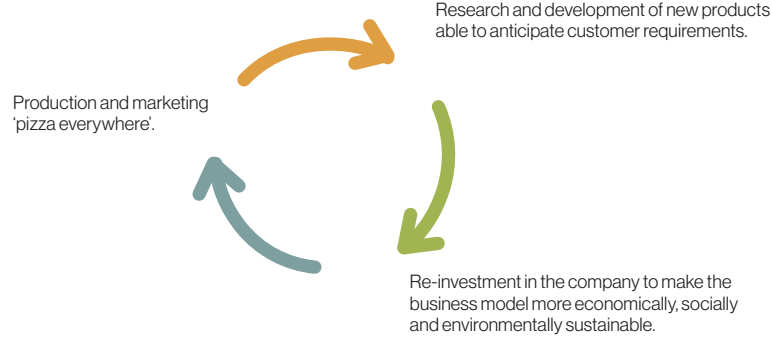 Research and development of new products
able to anticipate customer requirements.
Production and marketing
‘pizza everywhere’.
Re-investment in the company to make the
business model more economically, socially
and environmentally sustainable.